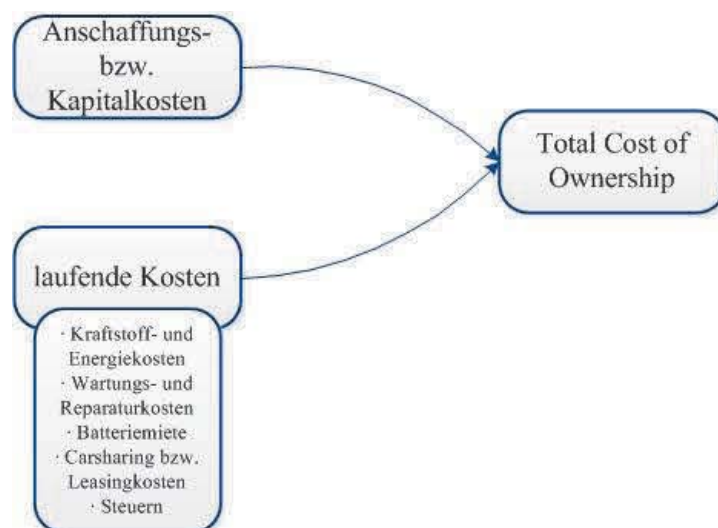 Anschaffungs-
bzw.
Kapitalkosten
Total Cost of
Ownership
laufende Kosten
· Kraftstoff- und
Energiekosten
· Wartungs- und
Reparaturkosten
· Batteriemiete
· Carsharing bzw.
Leasingkosten
· Steuern